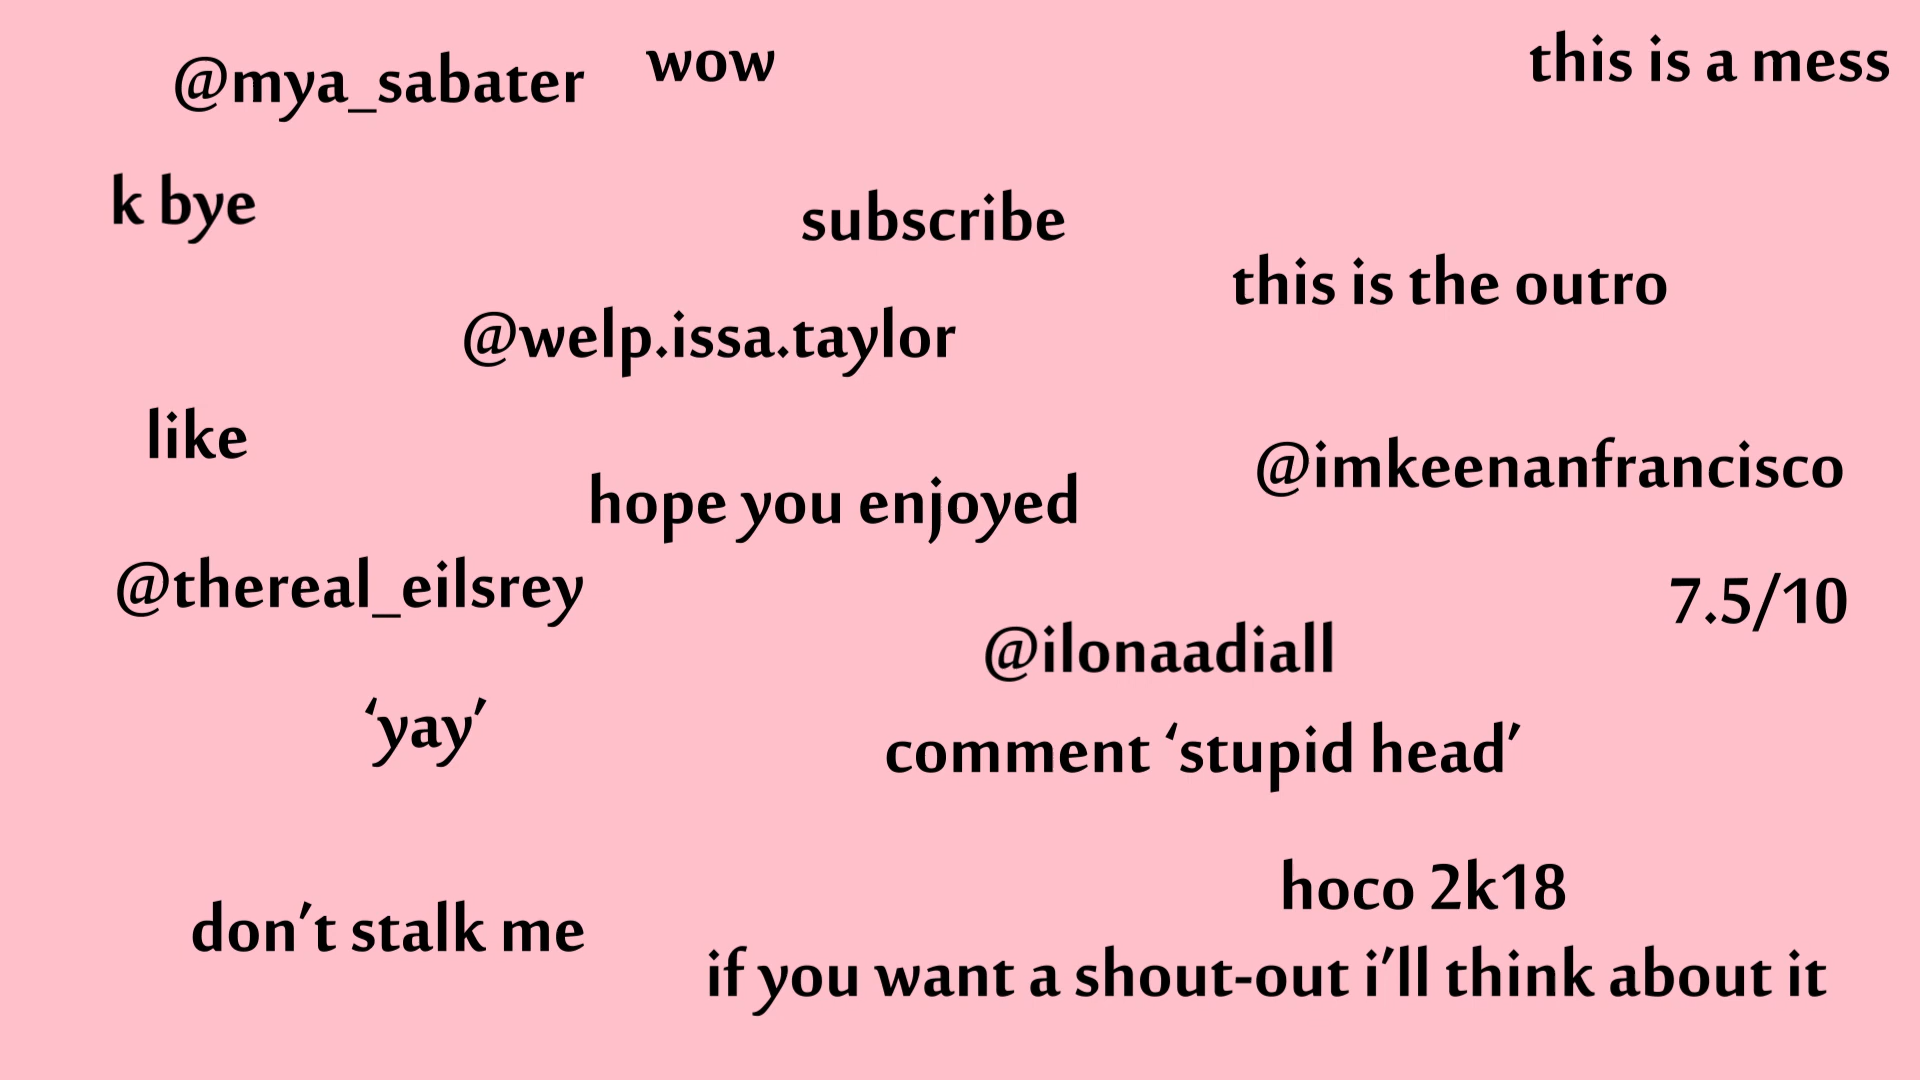 @mya_sabater
wow
this is a mess
k bye
subscribe
this is the outro
@welp.issa.taylor
like
@imkeenanfrancisco
hope you enjoyed
@thereal_eilsrey
7.5/10
@ilonaadiall
‘yay’
comment ‘stupid head’
hoco 2k18
don’t stalk me
if you want a shout-out i’ll think about it